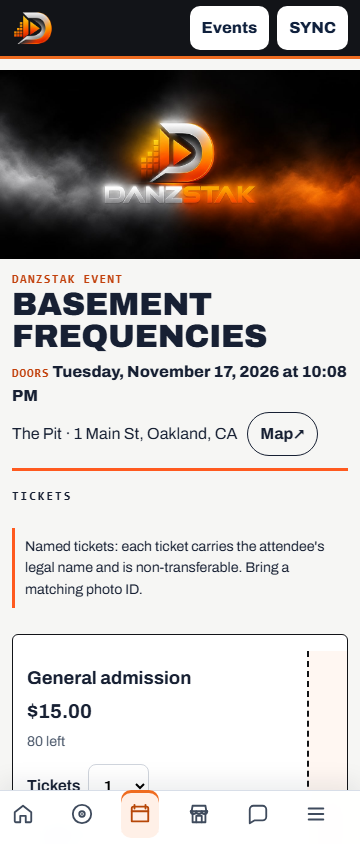 Events
SYNC
DANZSTAK
DANZSTAK EVENT
BASEMENT
FREQUENCIES
DOORS Tuesday, November 17, 2026 at 10:08
PM
The Pit · 1 Main St, Oakland, CA
Map↗
TICKETS
Named tickets: each ticket carries the attendee's
legal name and is non-transferable. Bring a
matching photo ID.
General admission
$15.00
80 left
Tickets
1